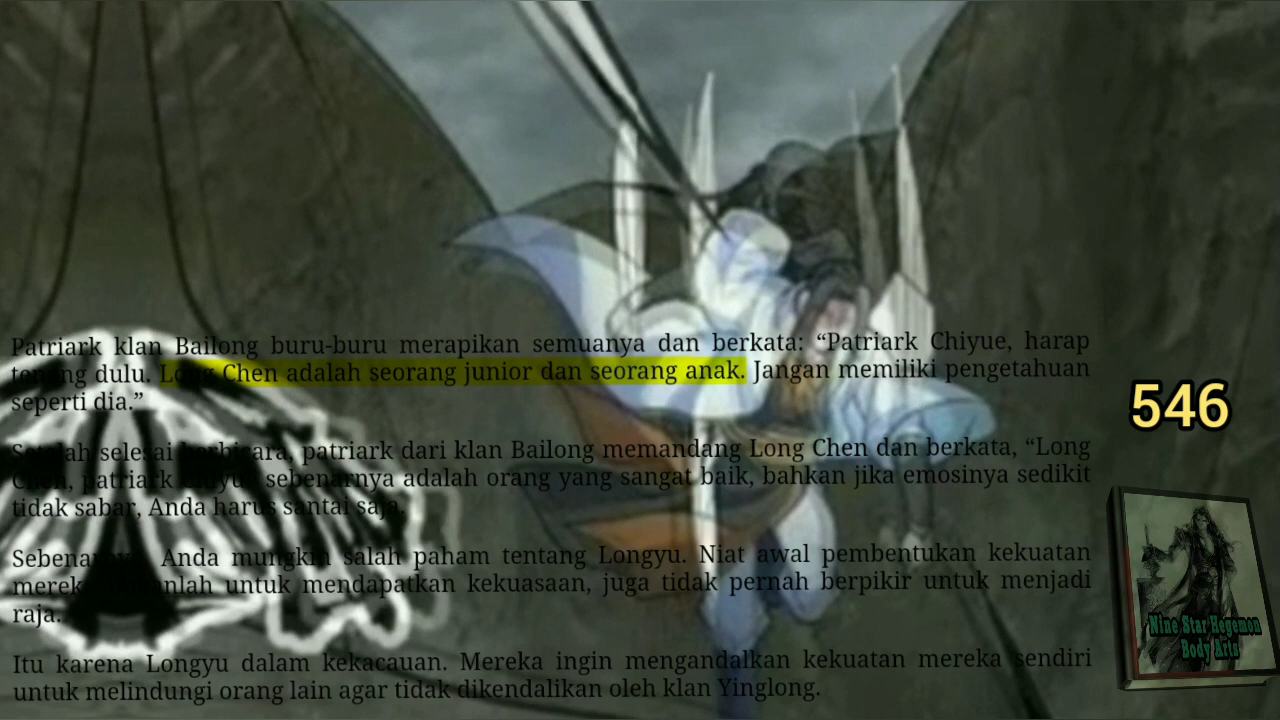 Patriark klan Bailong buru-buru merapikan semuanya dan berkata: “Patriark Chiyue, harap
tenang dulu. Long Chen adalah seorang junior dan seorang anak. Jangan memiliki pengetahuan
seperti dia.”
Setelah selesai berbicara, patriark dari klan Bailong memandang Long Chen dan berkata, “Long
Chen, patriark Chiyue sebenarnya adalah orang yang sangat baik, bahkan jika emosinya sedikit
tidak sabar, Anda harus santai saja.
Sebenarnya, Anda mungkin salah paham tentang Longyu. Niat awal pembentukan kekuatan
mereka bukanlah untuk mendapatkan kekuasaan, juga tidak pernah berpikir untuk menjadi
raja.
Itu karena Longyu dalam kekacauan. Mereka ingin mengandalkan kekuatan mereka sendiri
untuk melindungi orang lain agar tidak dikendalikan oleh klan Yinglong.
546
Nine Star Hegemon
Body Arts